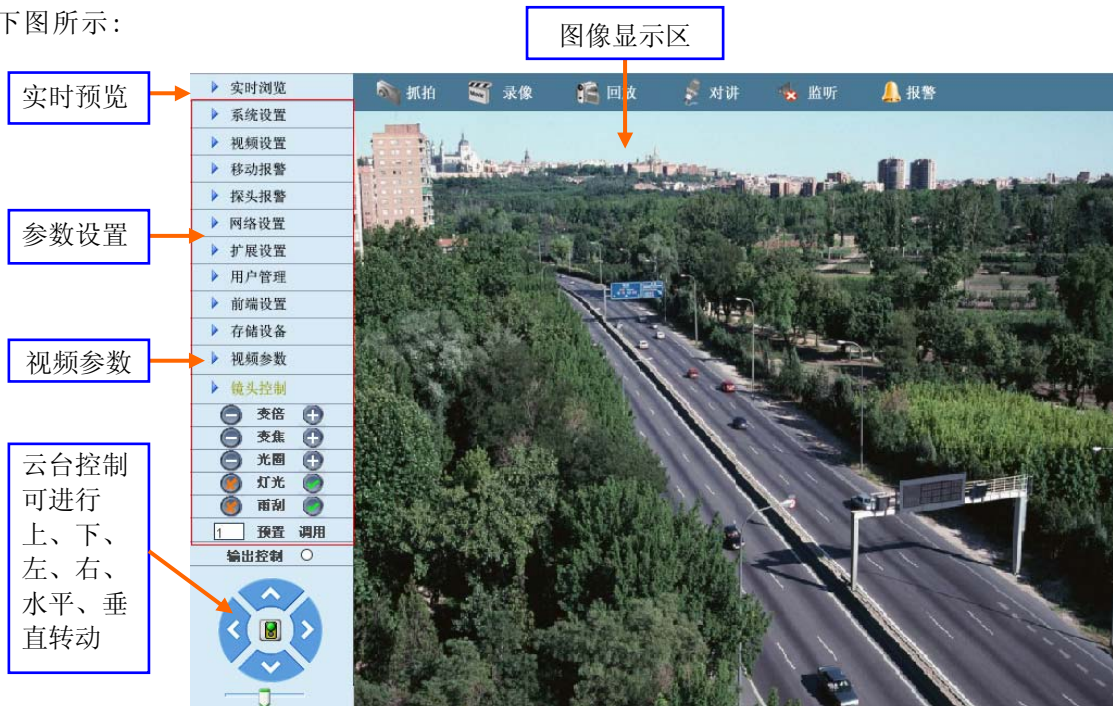 下图所示:
图像显示区
实时预览
参数设置
视频参数
云台控制
可进行
上、下、
左、右、
水平、垂
直转动
实时浏览
系统设置
视频设置
移动报警
探头报警
网络设置
扩展设置
用户管理
前端设置
存储设备
视频参数
镜头控制
变倍
变焦
光圈
灯光
雨刮
1 预置 调用
输出控制
抓拍 录像 回放 对讲 监听 报警